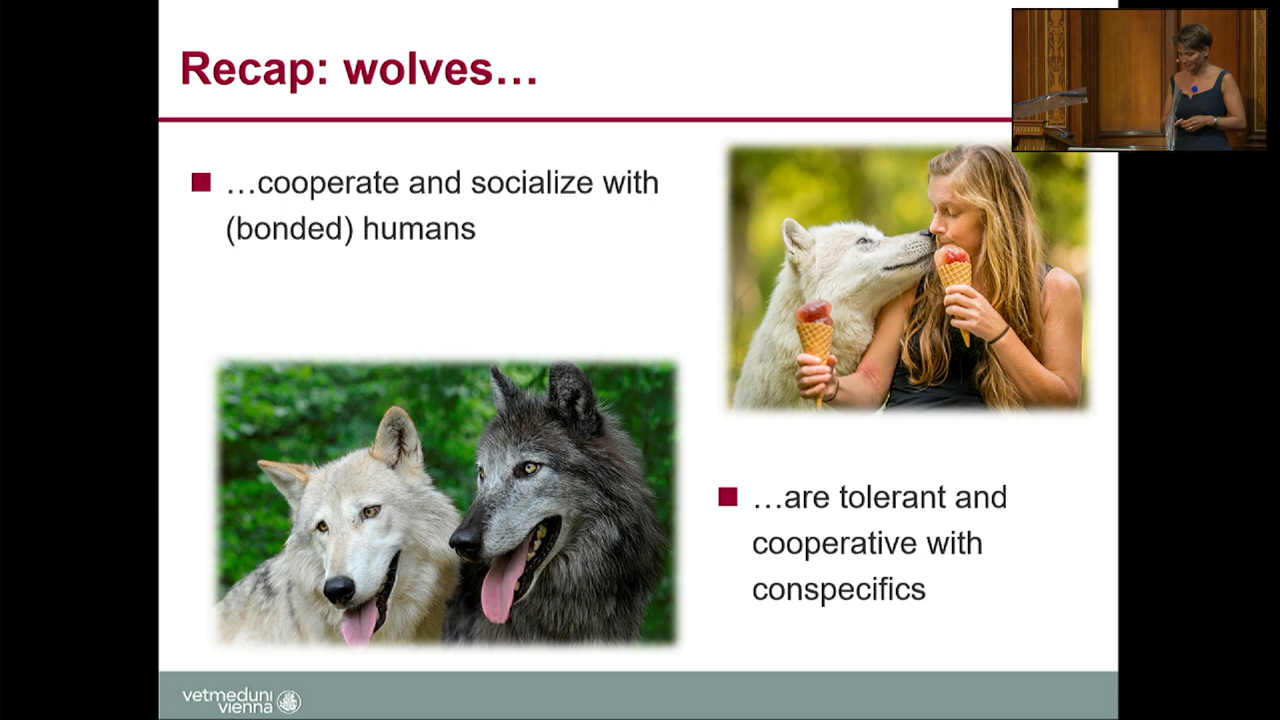 Recap: wolves…
…cooperate and socialize with
(bonded) humans
…are tolerant and
cooperative with
conspecifics
vetmeduni
vienna